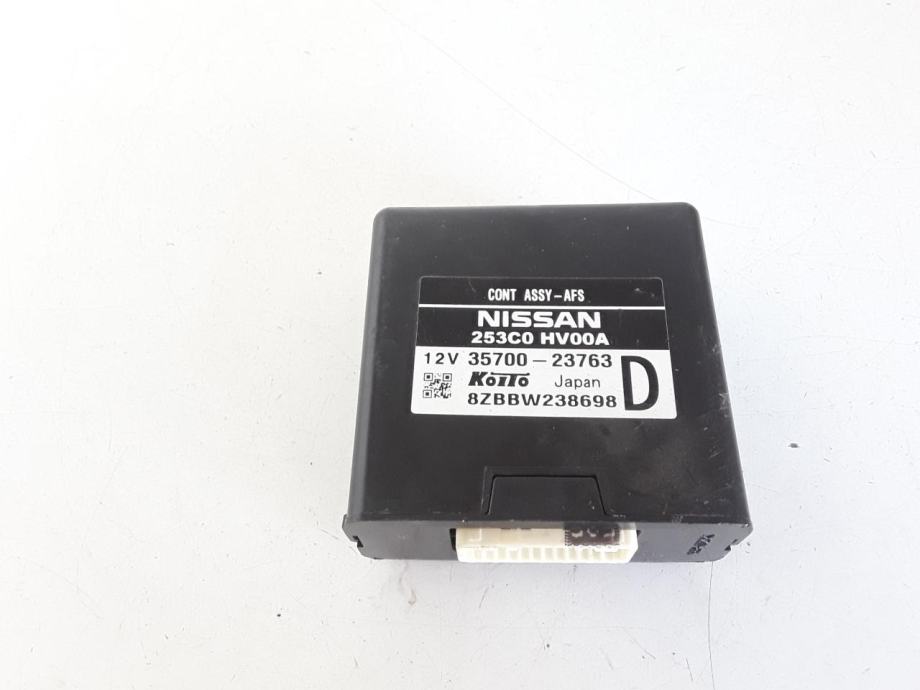 CONT ASSY-AFS
NISSAN
253C0 HV00A
12V 35700-23763
KOITO Japan D
8ZBBW238698